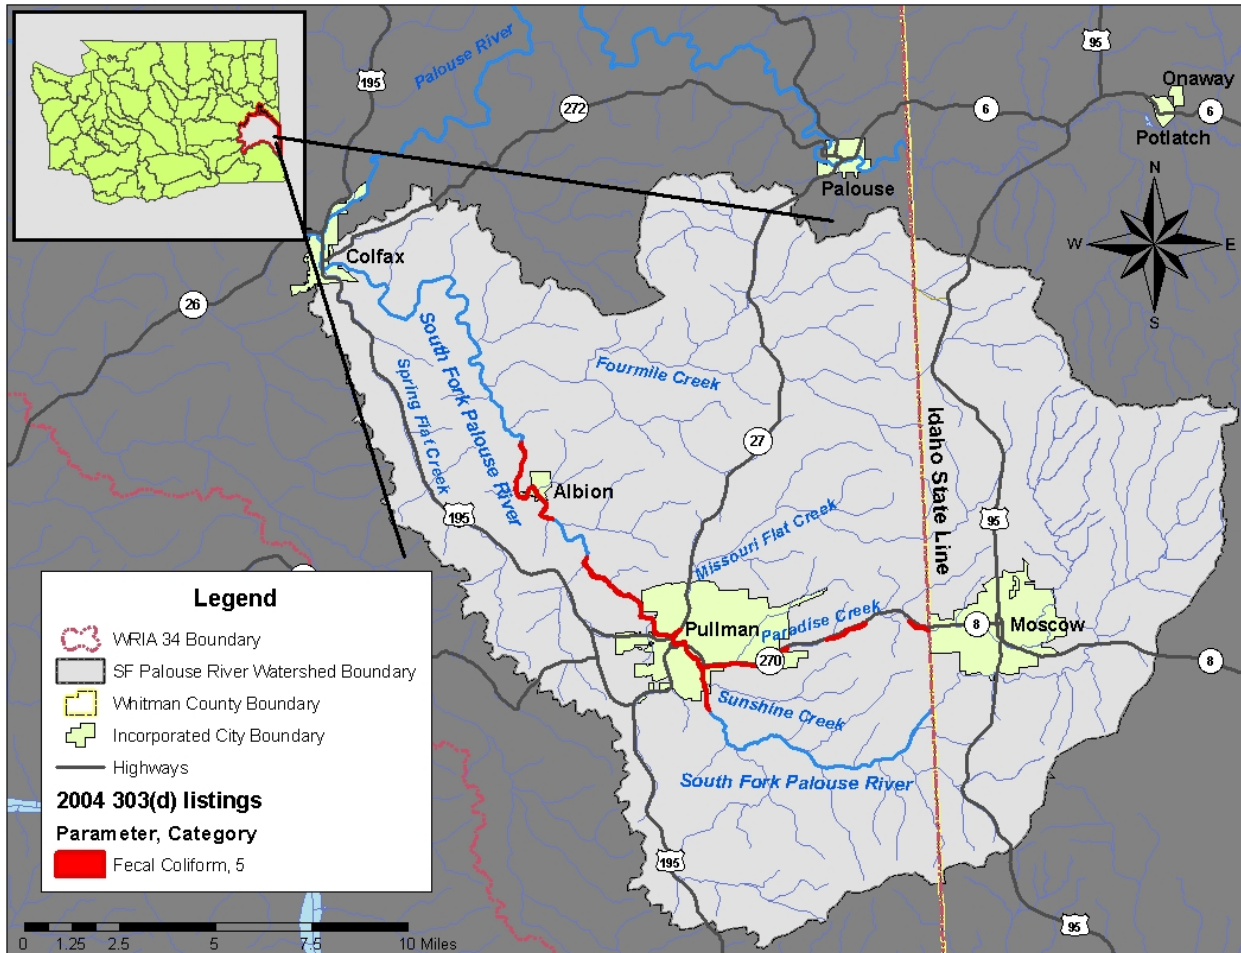 Palouse River
195
272
95
6
Onaway
6
Potlatch
Palouse
N
W
E
S
Colfax
26
South Fork Palouse River
Spring Flat Creek
Fourmile Creek
27
Idaho State Line
Albion
195
95
Missouri Flat Creek
Pullman
Paradise Creek
8
Moscow
270
8
Sunshine Creek
South Fork Palouse River
195
95
Legend
WRIA 34 Boundary
SF Palouse River Watershed Boundary
Whitman County Boundary
Incorporated City Boundary
Highways
2004 303(d) listings
Parameter, Category
Fecal Coliform, 5
0 1.25 2.5 5 7.5 10 Miles